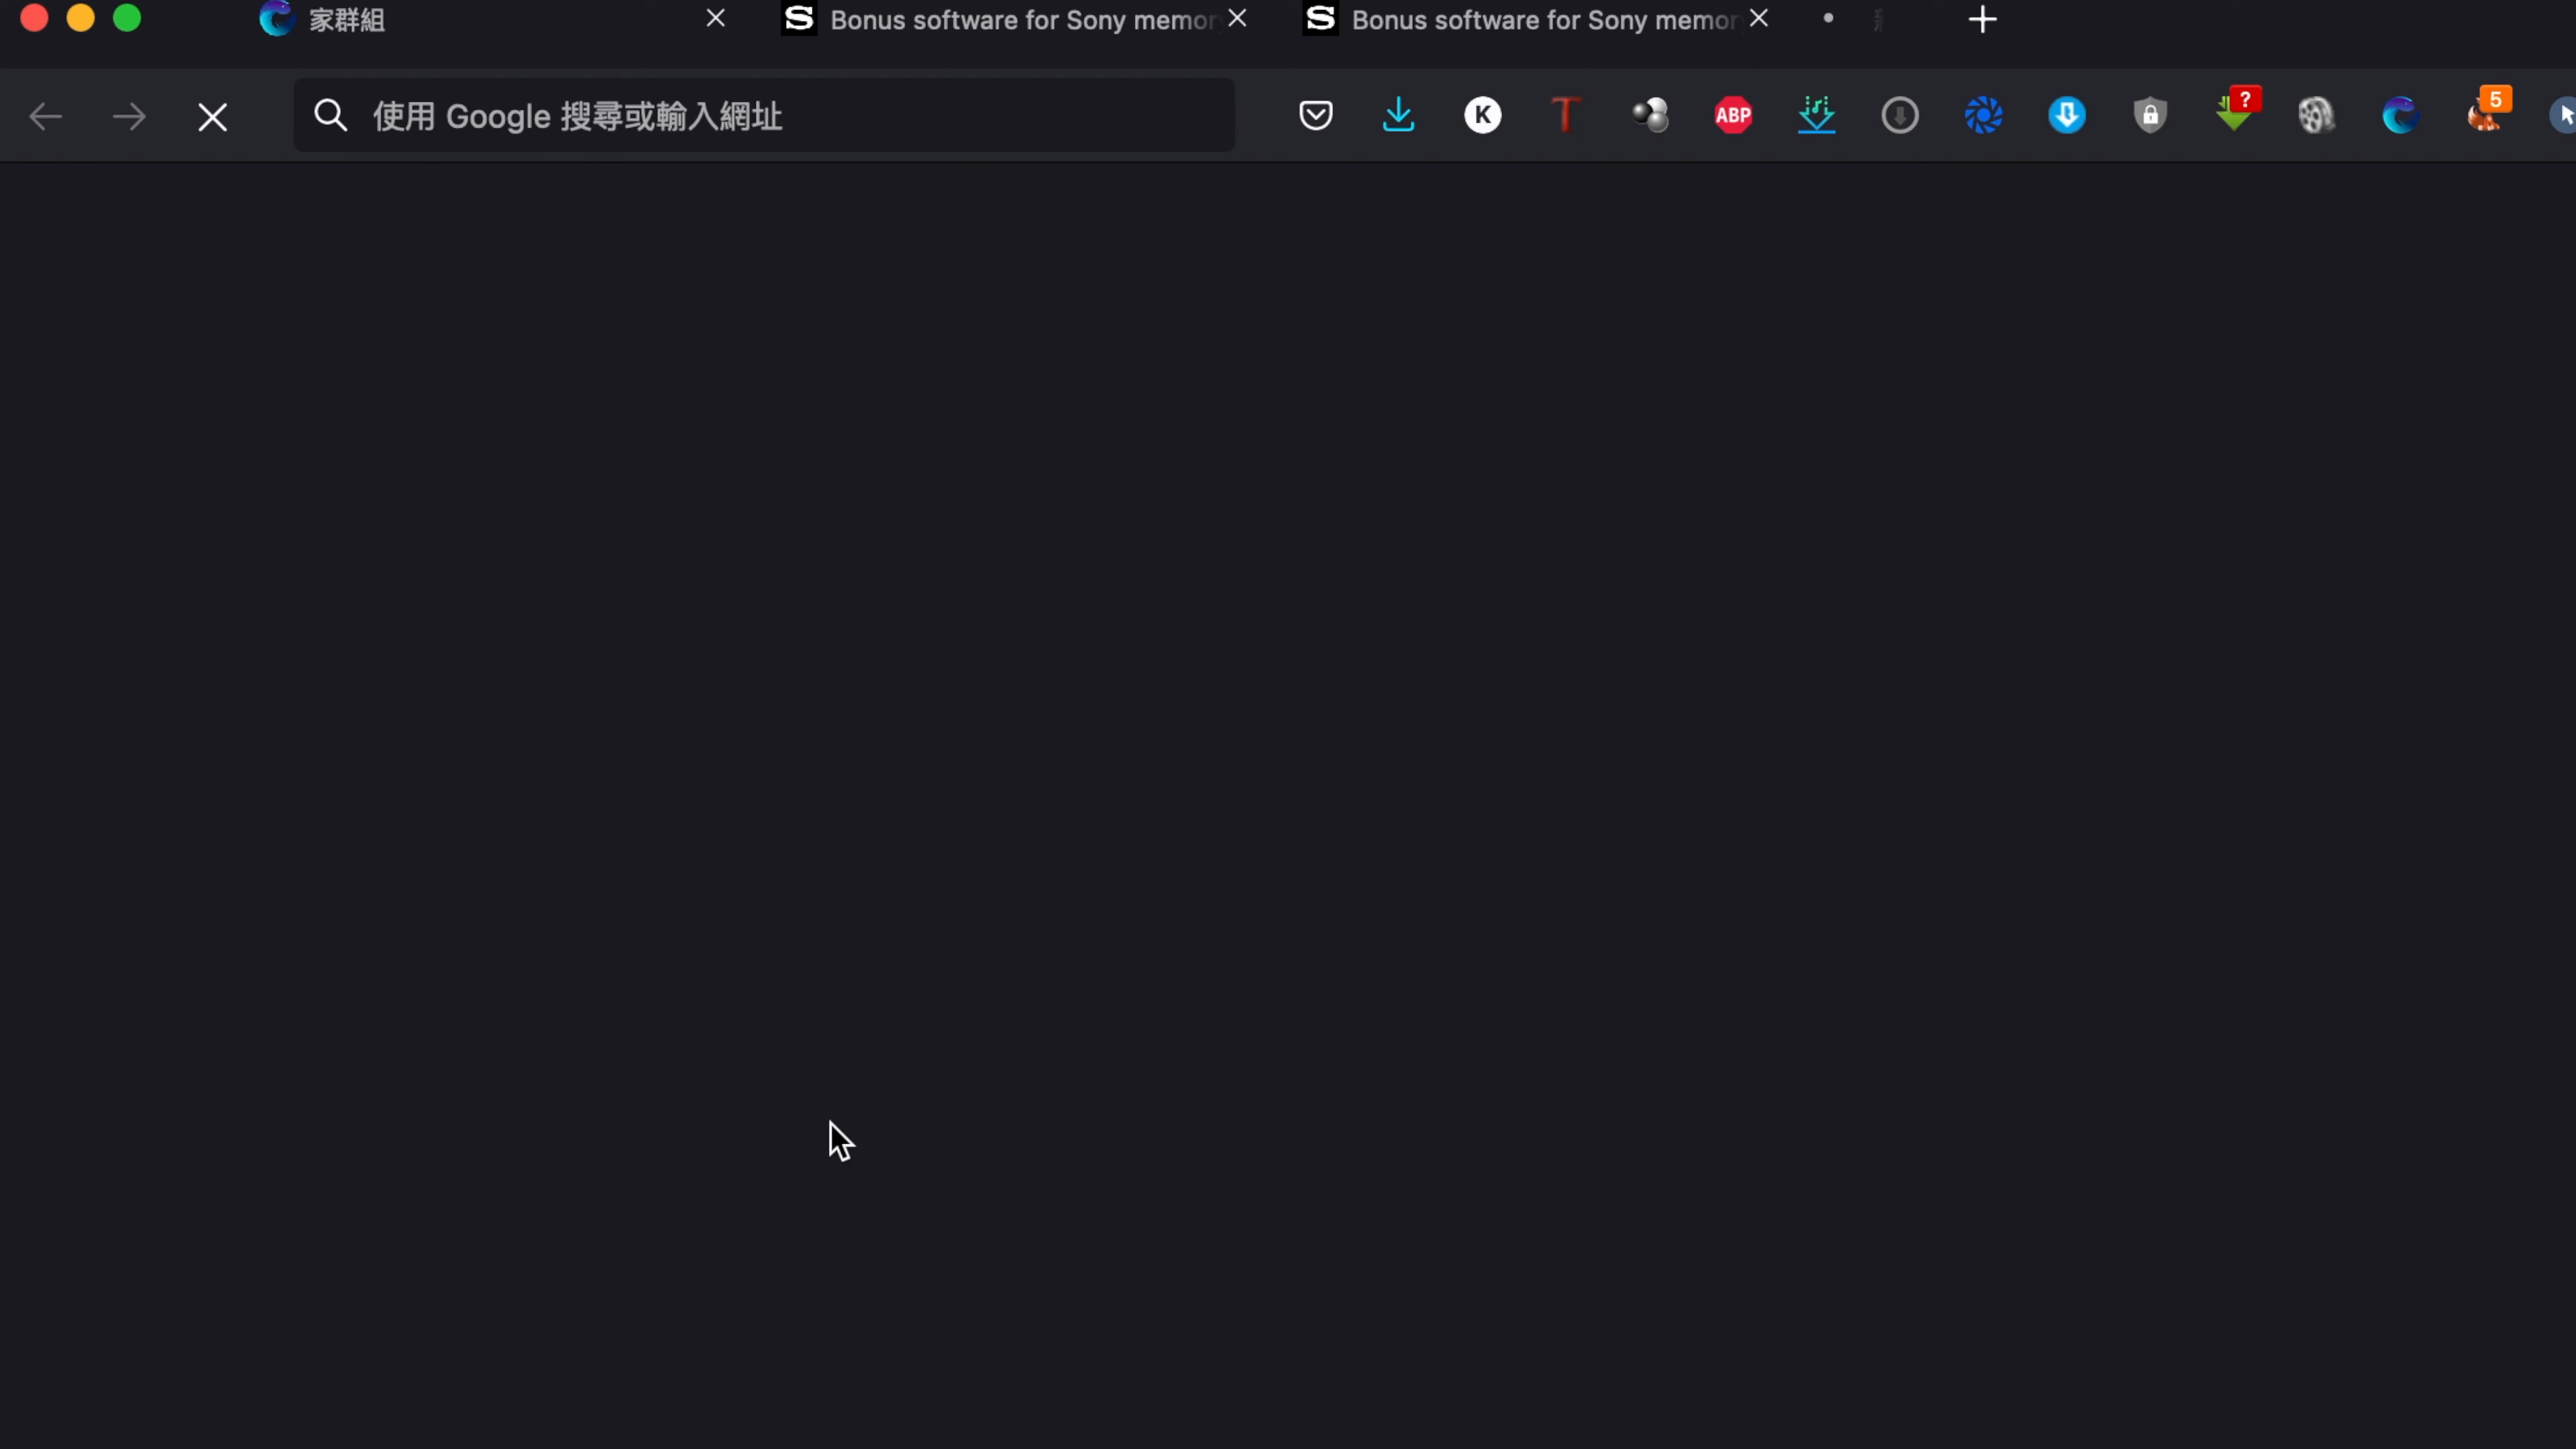 家群組
Bonus software for Sony memor
Bonus software for Sony memor
使用 Google 搜尋或輸入網址
K
T
ABP
?
5